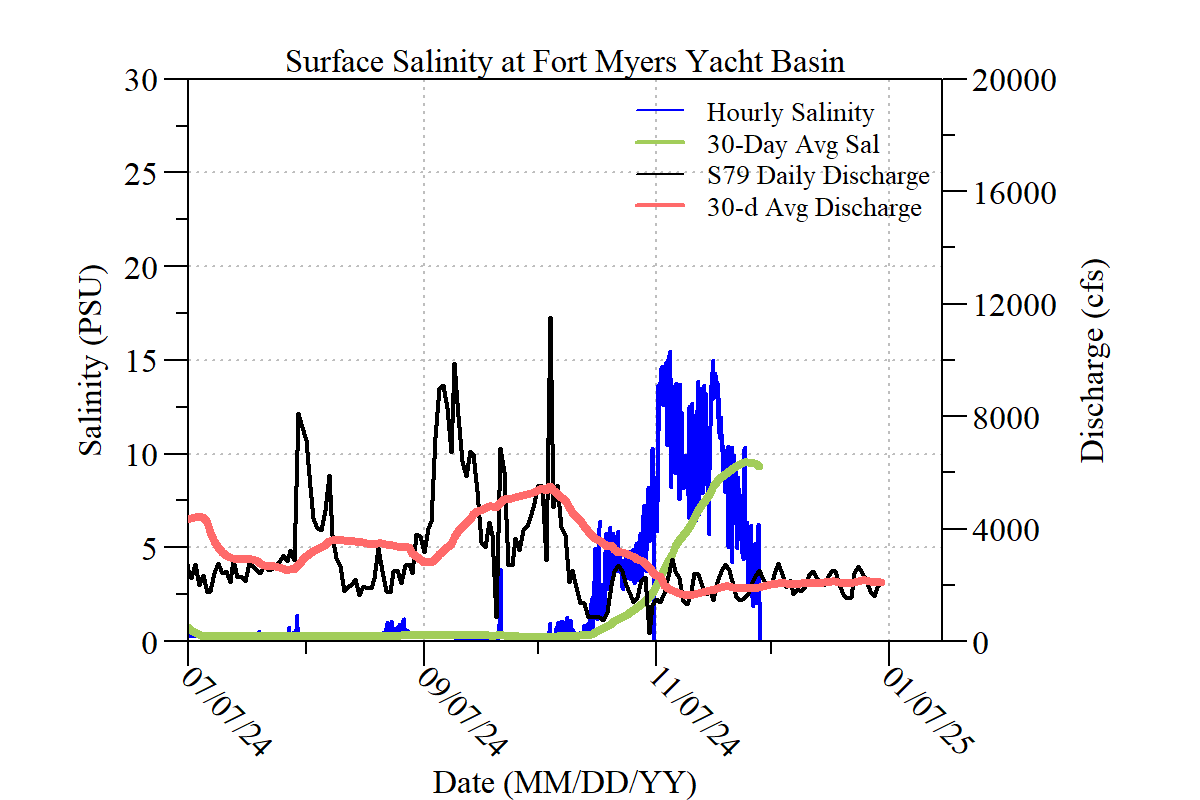 Surface Salinity at Fort Myers Yacht Basin
30
25
20
15
10
5
0
Salinity (PSU)
Hourly Salinity
30-Day Avg Sal
S79 Daily Discharge
30-d Avg Discharge
20000
16000
12000
8000
4000
0
Discharge (cfs)
07/07/24
09/07/24
11/07/24
01/07/25
Date (MM/DD/YY)